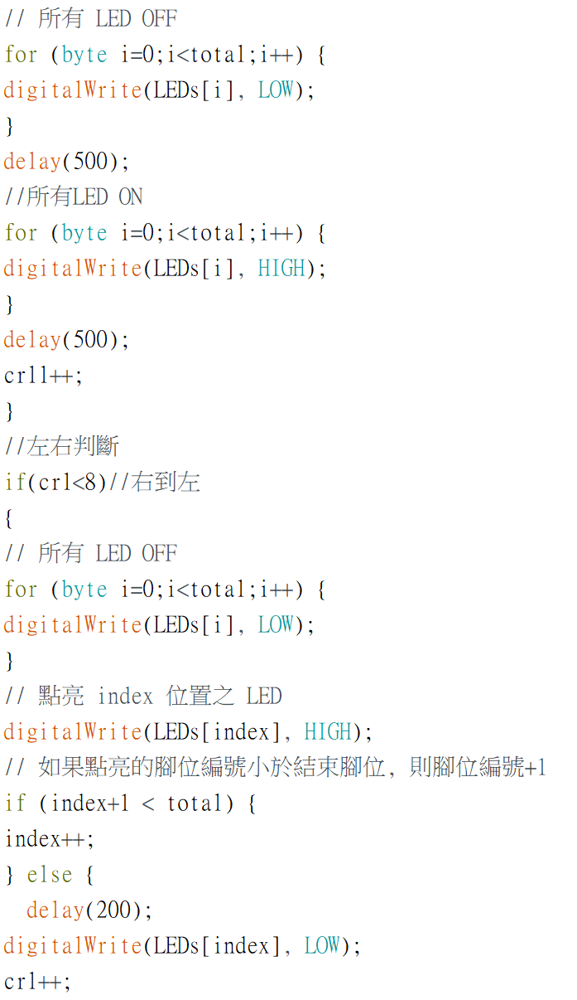 // 所有 LED OFF
for (byte i=0;i<total;i++) {
digitalWrite(LEDs[i], LOW);
}
delay(500);
//所有LED ON
for (byte i=0;i<total;i++) {
digitalWrite(LEDs[i], HIGH);
}
delay(500);
crll++;
}
//左右判斷
if(crl<8)//右到左
{
// 所有 LED OFF
for (byte i=0;i<total;i++) {
digitalWrite(LEDs[i], LOW);
}
// 點亮 index 位置之 LED
digitalWrite(LEDs[index], HIGH);
// 如果點亮的腳位編號小於結束腳位, 則腳位編號+1
if (index+1 < total) {
index++;
} else {
  delay(200);
digitalWrite(LEDs[index], LOW);
crl++;